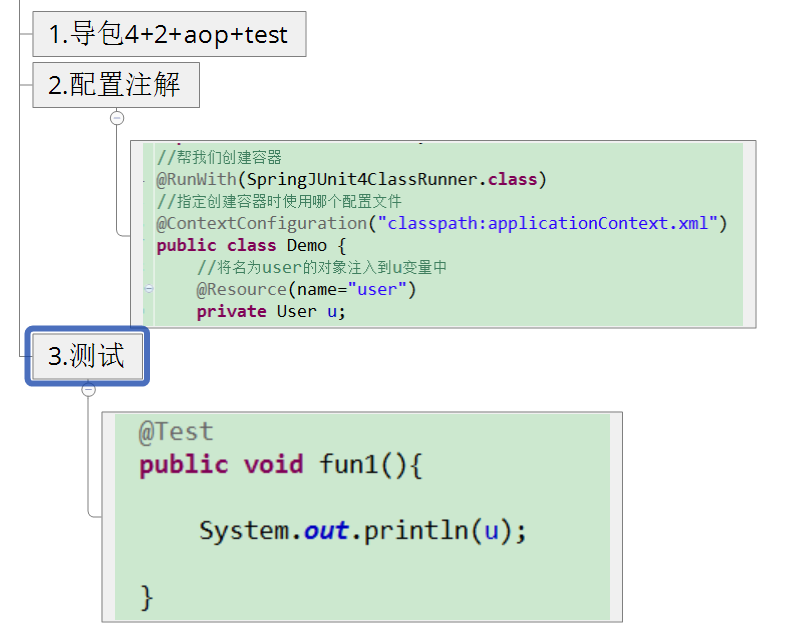 1.导包4+2+aop+test
2.配置注解
//帮我们创建容器
@RunWith(SpringJUnit4ClassRunner.class)
//指定创建容器时使用哪个配置文件
@ContextConfiguration("classpath:applicationContext.xml")
public class Demo {
//将名为user的对象注入到u变量中
@Resource(name="user")
private User u;
3.测试
@Test
public void fun1(){
System.out.println(u);
}